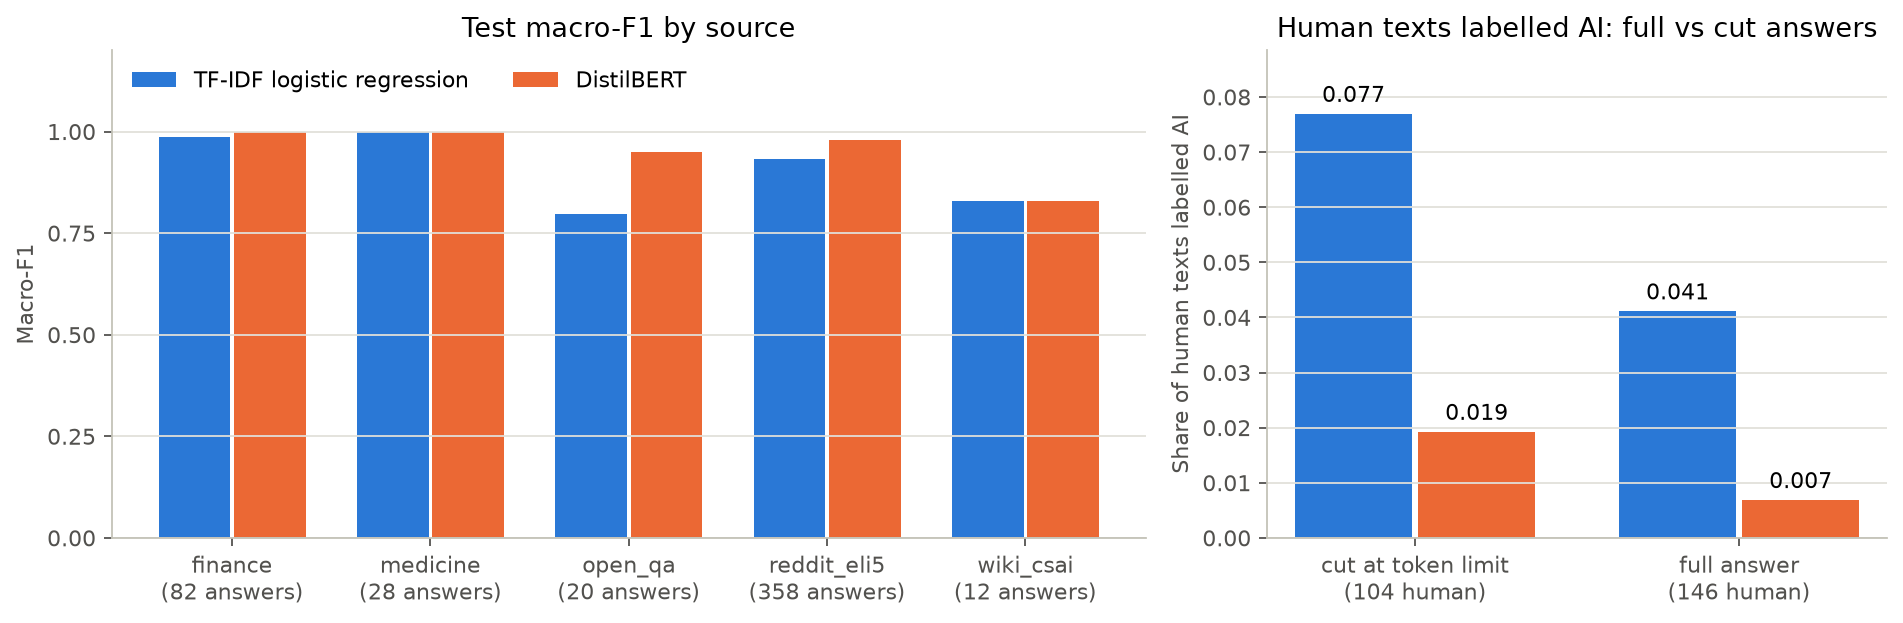 Test macro-F1 by source
TF-IDF logistic regression
DistilBERT
Macro-F1
1.00
0.75
0.50
0.25
0.00
finance
(82 answers)
medicine
(28 answers)
open_qa
(20 answers)
reddit_eli5
(358 answers)
wiki_csai
(12 answers)
Human texts labelled AI: full vs cut answers
Share of human texts labelled AI
0.08
0.07
0.06
0.05
0.04
0.03
0.02
0.01
0.00
0.077
0.019
0.041
0.007
cut at token limit
(104 human)
full answer
(146 human)